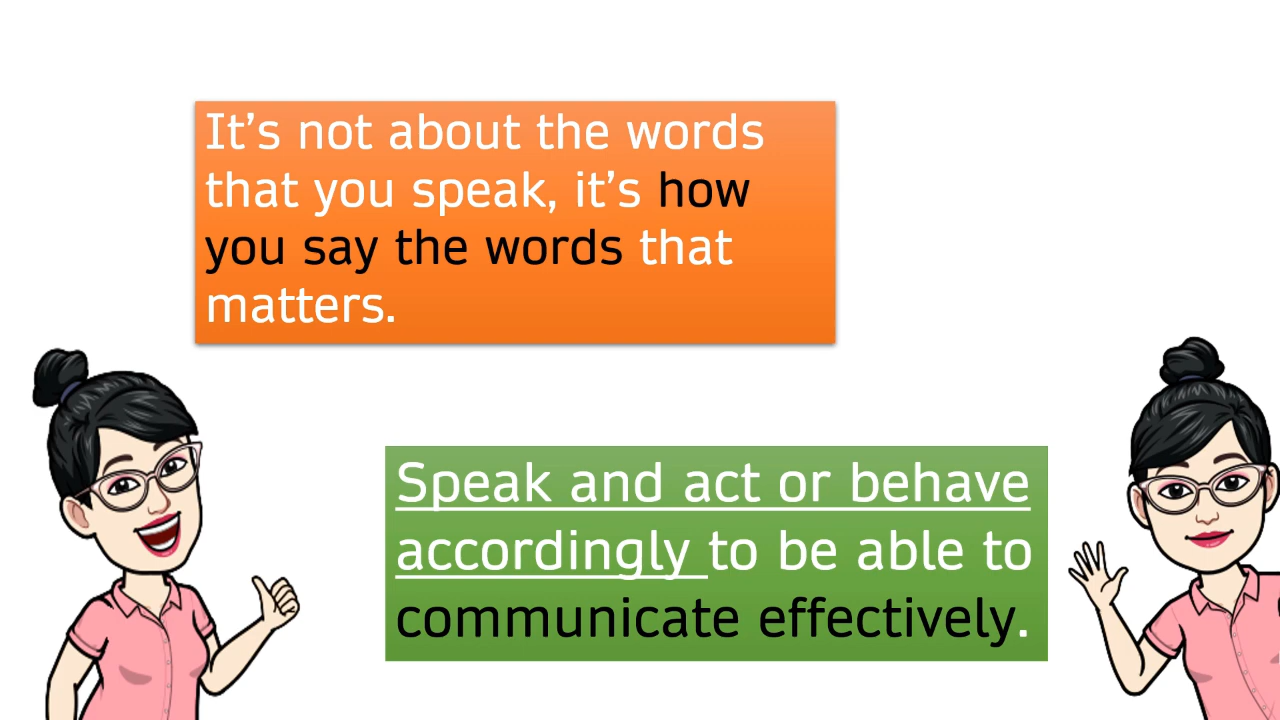 It’s not about the words
that you speak, it’s how
you say the words that
matters.
Speak and act or behave
accordingly to be able to
communicate effectively.